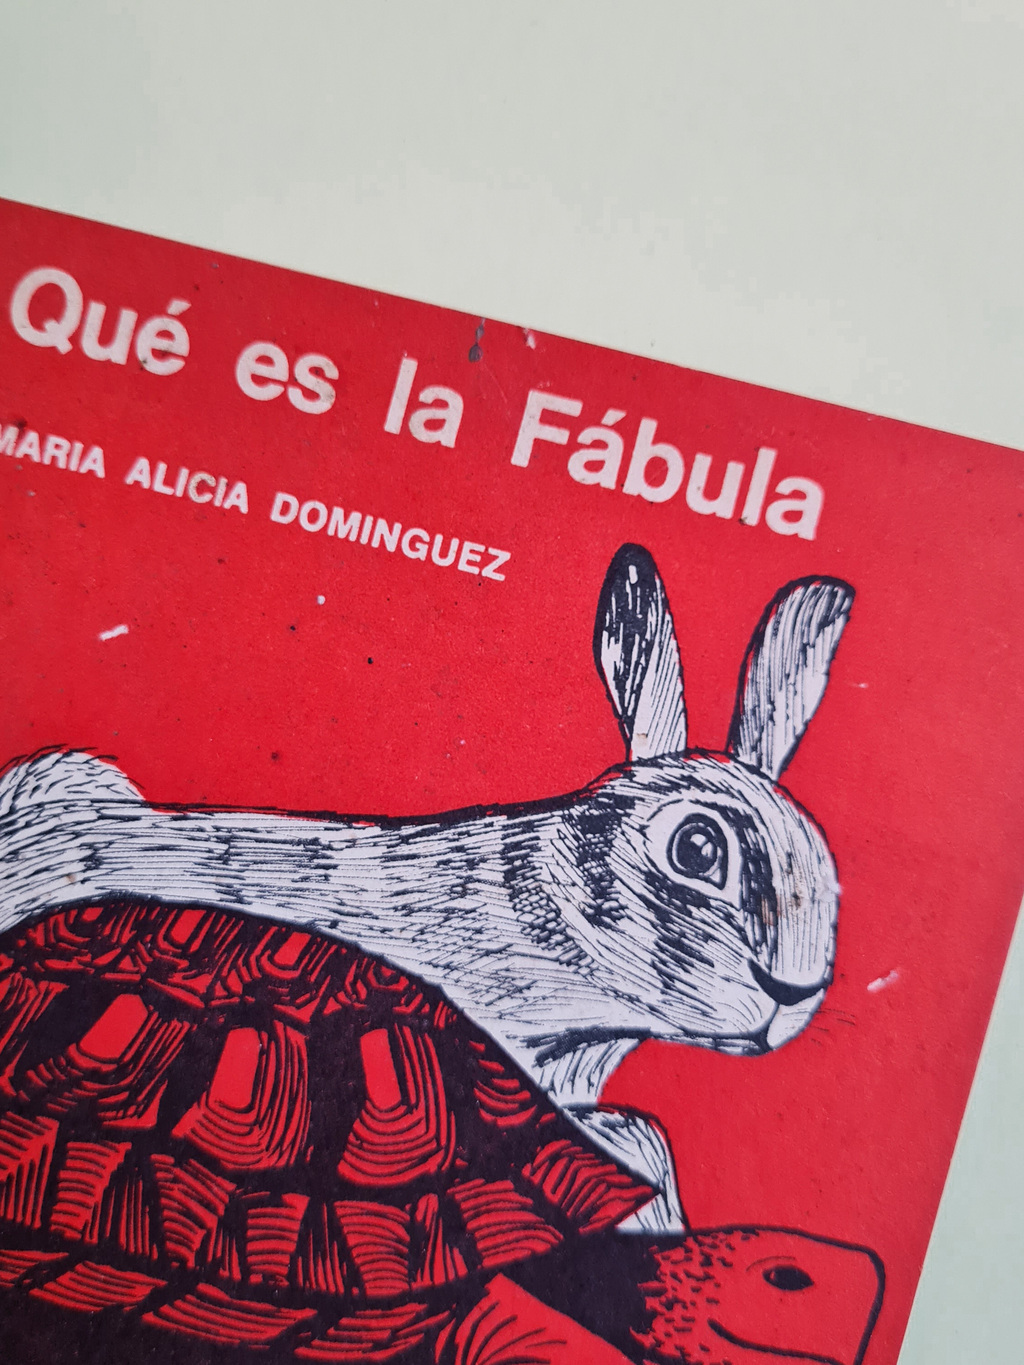 Qué es la Fábula
MARIA ALICIA DOMINGUEZ